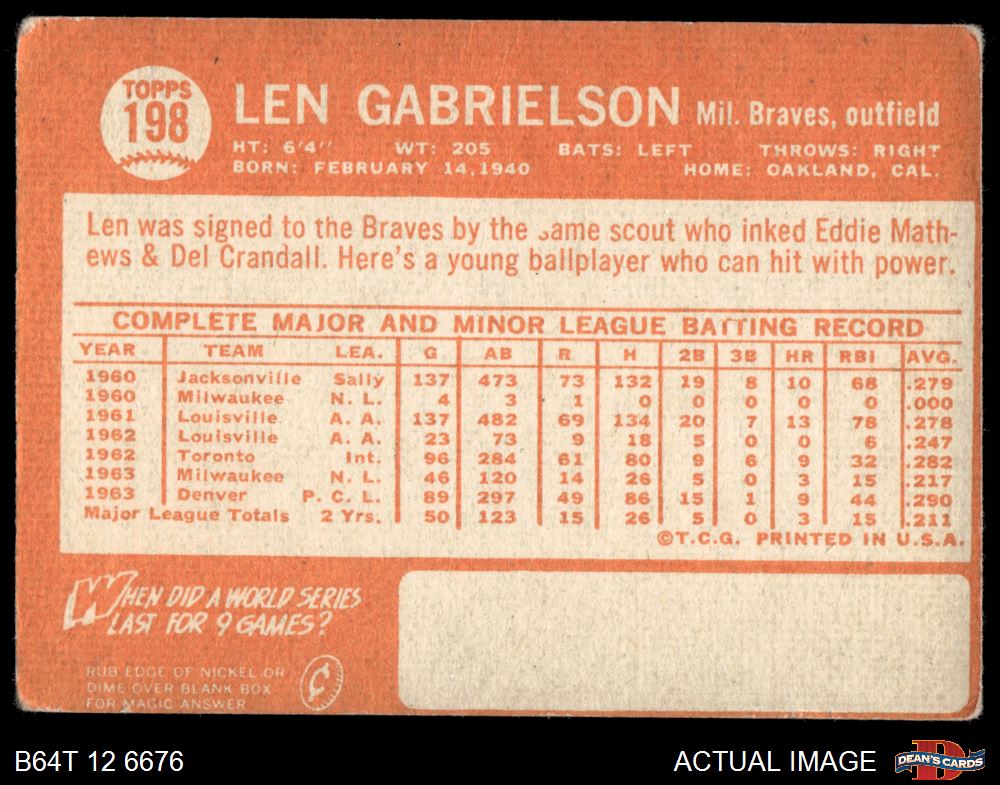 TOPPS
198
LEN GABRIELSON Mil. Braves, outfield
HT: 6'4" WT: 205 BATS: LEFT THROWS: RIGHT
BORN: FEBRUARY 14, 1940 HOME: OAKLAND, CAL.
Len was signed to the Braves by the same scout who inked Eddie Math-
ews & Del Crandall. Here's a young ballplayer who can hit with power.
COMPLETE MAJOR AND MINOR LEAGUE BATTING RECORD
YEAR TEAM LEA. G AB R H 2B 3B HR RBI AVG.
1960 Jacksonville Sally 137 473 73 132 19 8 10 68 .279
1960 Milwaukee N. L. 4 3 1 0 0 0 0 0 .000
1961 Louisville A. A. 137 482 69 134 20 7 13 78 .278
1962 Louisville A. A. 23 73 9 18 5 0 0 6 .247
1962 Toronto Int. 96 284 61 80 9 6 9 32 .282
1963 Milwaukee N. L. 46 120 14 26 5 0 3 15 .217
1963 Denver P. C. L. 89 297 49 86 15 1 9 44 .290
Major League Totals 2 Yrs. 50 123 15 26 5 0 3 15 .211
©T.C.G. PRINTED IN U.S.A.
WHEN DID A WORLD SERIES
LAST FOR 9 GAMES?
RUB EDGE OF NICKEL OR
DIME OVER BLANK BOX
FOR MAGIC ANSWER
¢
B64T 12 6676 ACTUAL IMAGE
DEAN'S CARDS